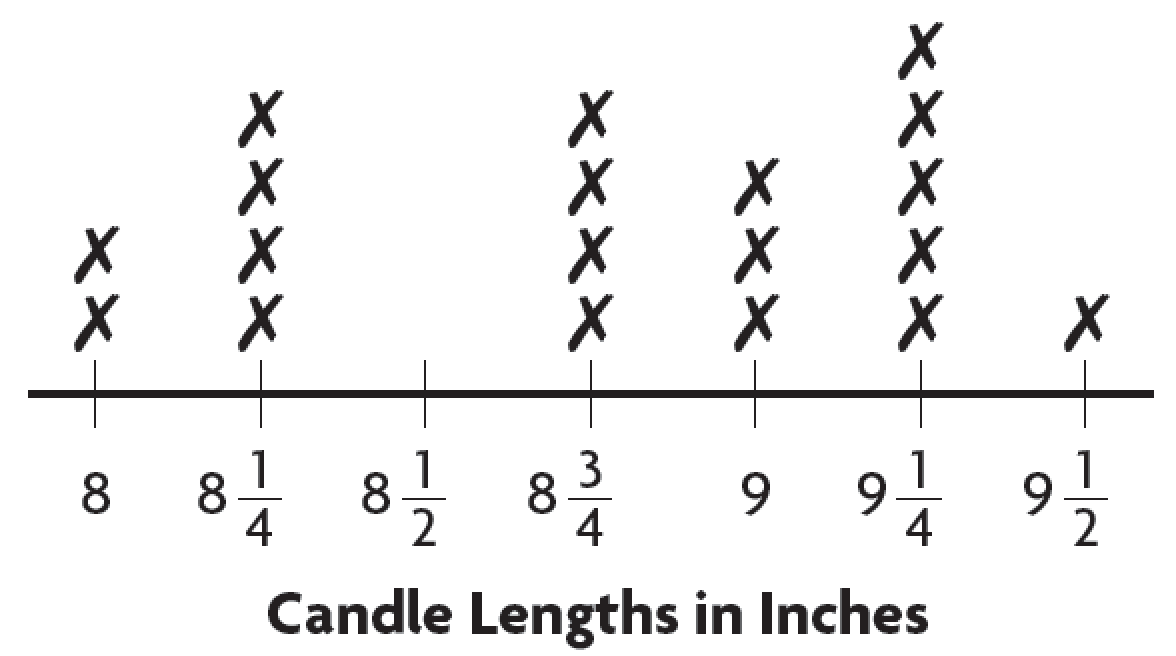 8 8 1/4 8 1/2 8 3/4 9 9 1/4 9 1/2
Candle Lengths in Inches